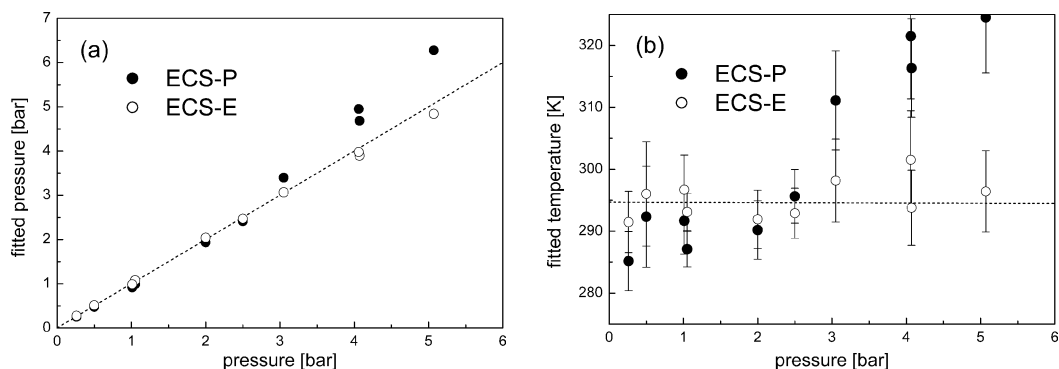 (a)
ECS-P
ECS-E
fitted pressure [bar]
7
6
5
4
3
2
1
0
0 1 2 3 4 5 6
pressure [bar]
(b)
ECS-P
ECS-E
fitted temperature [K]
320
310
300
290
280
0 1 2 3 4 5 6
pressure [bar]